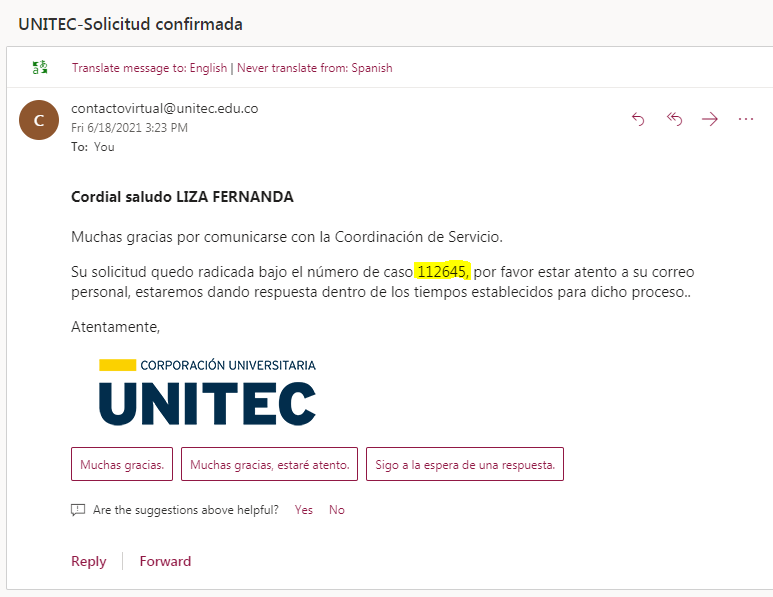 UNITEC-Solicitud confirmada
Translate message to: English | Never translate from: Spanish
C
contactovirtual@unitec.edu.co
Fri 6/18/2021 3:23 PM
To: You
Cordial saludo LIZA FERNANDA
Muchas gracias por comunicarse con la Coordinación de Servicio.
Su solicitud quedo radicada bajo el número de caso 112645, por favor estar atento a su correo
personal, estaremos dando respuesta dentro de los tiempos establecidos para dicho proceso..
Atentamente,
CORPORACIÓN UNIVERSITARIA
UNITEC
Muchas gracias. Muchas gracias, estaré atento. Sigo a la espera de una respuesta.
Are the suggestions above helpful? Yes No
Reply Forward